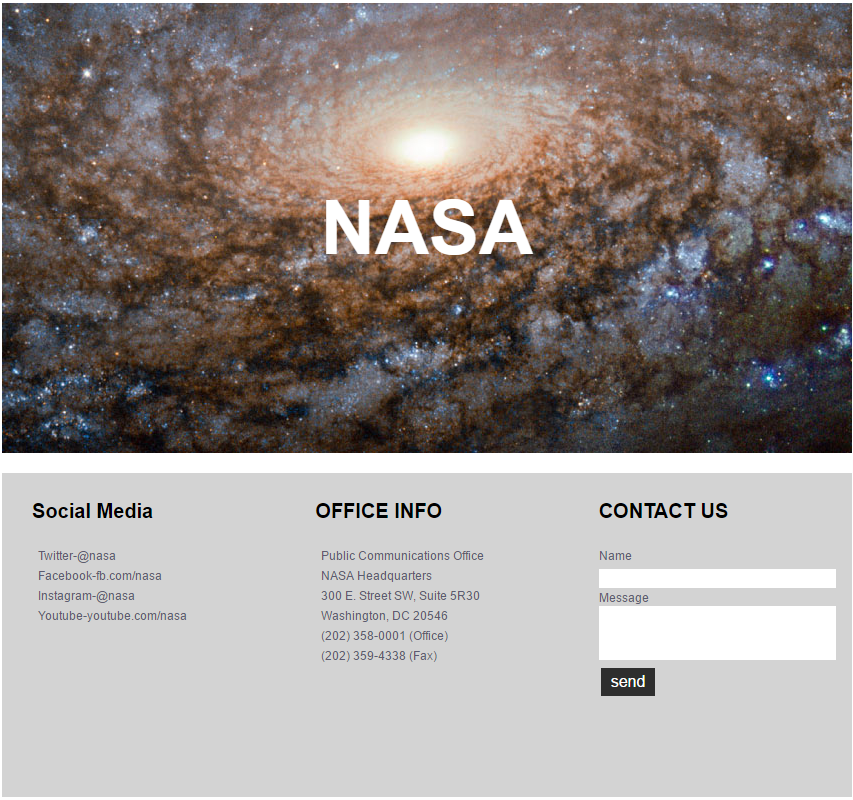 NASA
Social Media
Twitter-@nasa
Facebook-fb.com/nasa
Instagram-@nasa
Youtube-youtube.com/nasa
OFFICE INFO
Public Communications Office
NASA Headquarters
300 E. Street SW, Suite 5R30
Washington, DC 20546
(202) 358-0001 (Office)
(202) 359-4338 (Fax)
CONTACT US
Name
Message
send